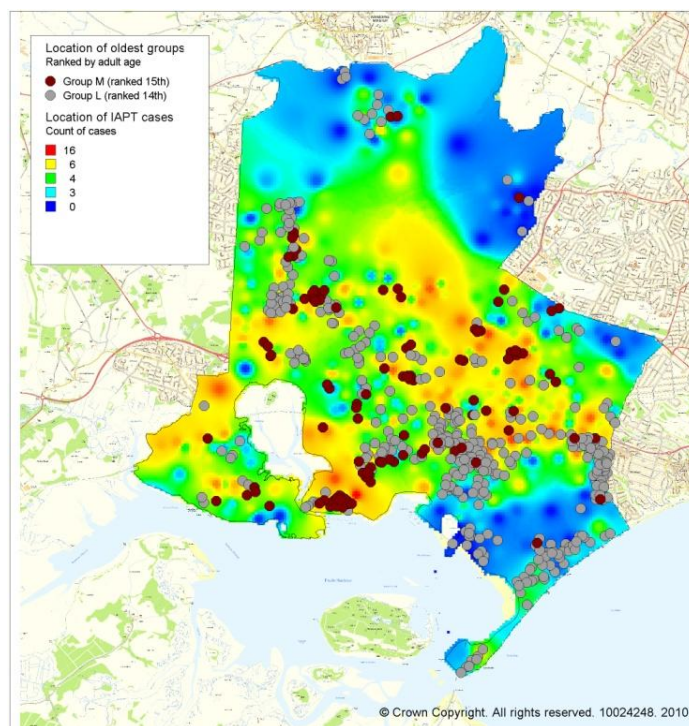 Location of oldest groups
Ranked by adult age
Group M (ranked 15th)
Group L (ranked 14th)
Location of IAPT cases
Count of cases
16
6
4
3
0
© Crown Copyright. All rights reserved. 10024248. 2010